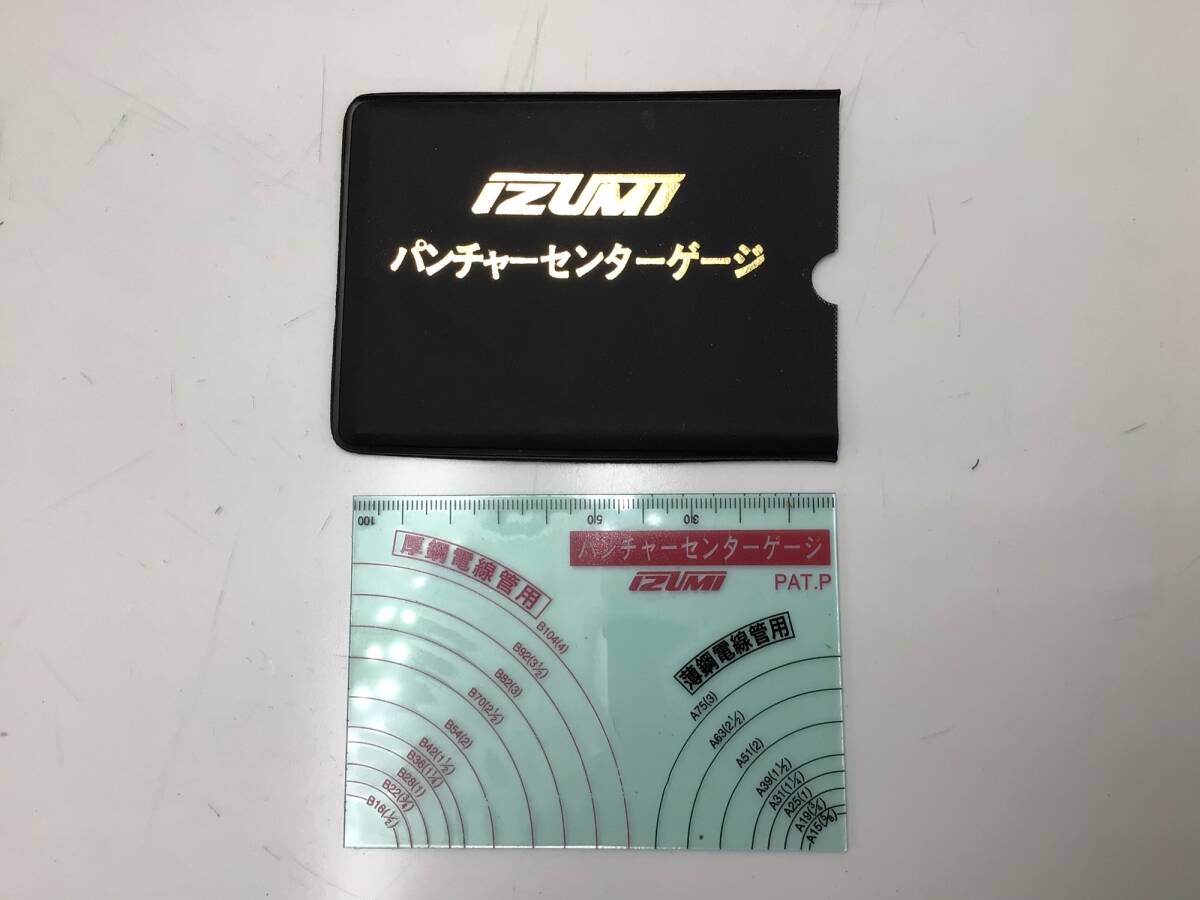 IZUMI
パンチャーセンターゲージ
100
50
30
パンチャーセンターゲージ
IZUMI
PAT.P
厚鋼電線管用
B104(4)
B92(3½)
B82(3)
B70(2½)
B54(2)
B42(1½)
B36(1¼)
B28(1)
B22(¾)
B16(½)
薄鋼電線管用
A75(3)
A63(2½)
A51(2)
A39(1½)
A31(1¼)
A25(1)
A19(¾)
A15(⅝)